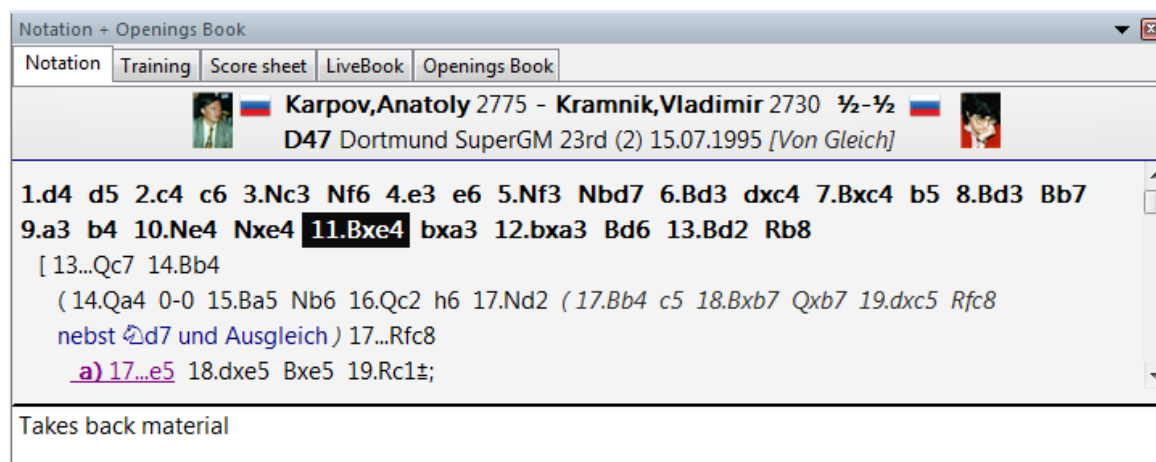 Notation + Openings Book
Notation Training Score sheet LiveBook Openings Book
Karpov,Anatoly 2775 - Kramnik,Vladimir 2730 ½-½
D47 Dortmund SuperGM 23rd (2) 15.07.1995 [Von Gleich]
1.d4 d5 2.c4 c6 3.Nc3 Nf6 4.e3 e6 5.Nf3 Nbd7 6.Bd3 dxc4 7.Bxc4 b5 8.Bd3 Bb7
9.a3 b4 10.Ne4 Nxe4 11.Bxe4 bxa3 12.bxa3 Bd6 13.Bd2 Rb8
[ 13...Qc7 14.Bb4
( 14.Qa4 0-0 15.Ba5 Nb6 16.Qc2 h6 17.Nd2 ( 17.Bb4 c5 18.Bxb7 Qxb7 19.dxc5 Rfc8
nebst ♘d7 und Ausgleich ) 17...Rfc8
a) 17...e5 18.dxe5 Bxe5 19.Rc1±;
Takes back material